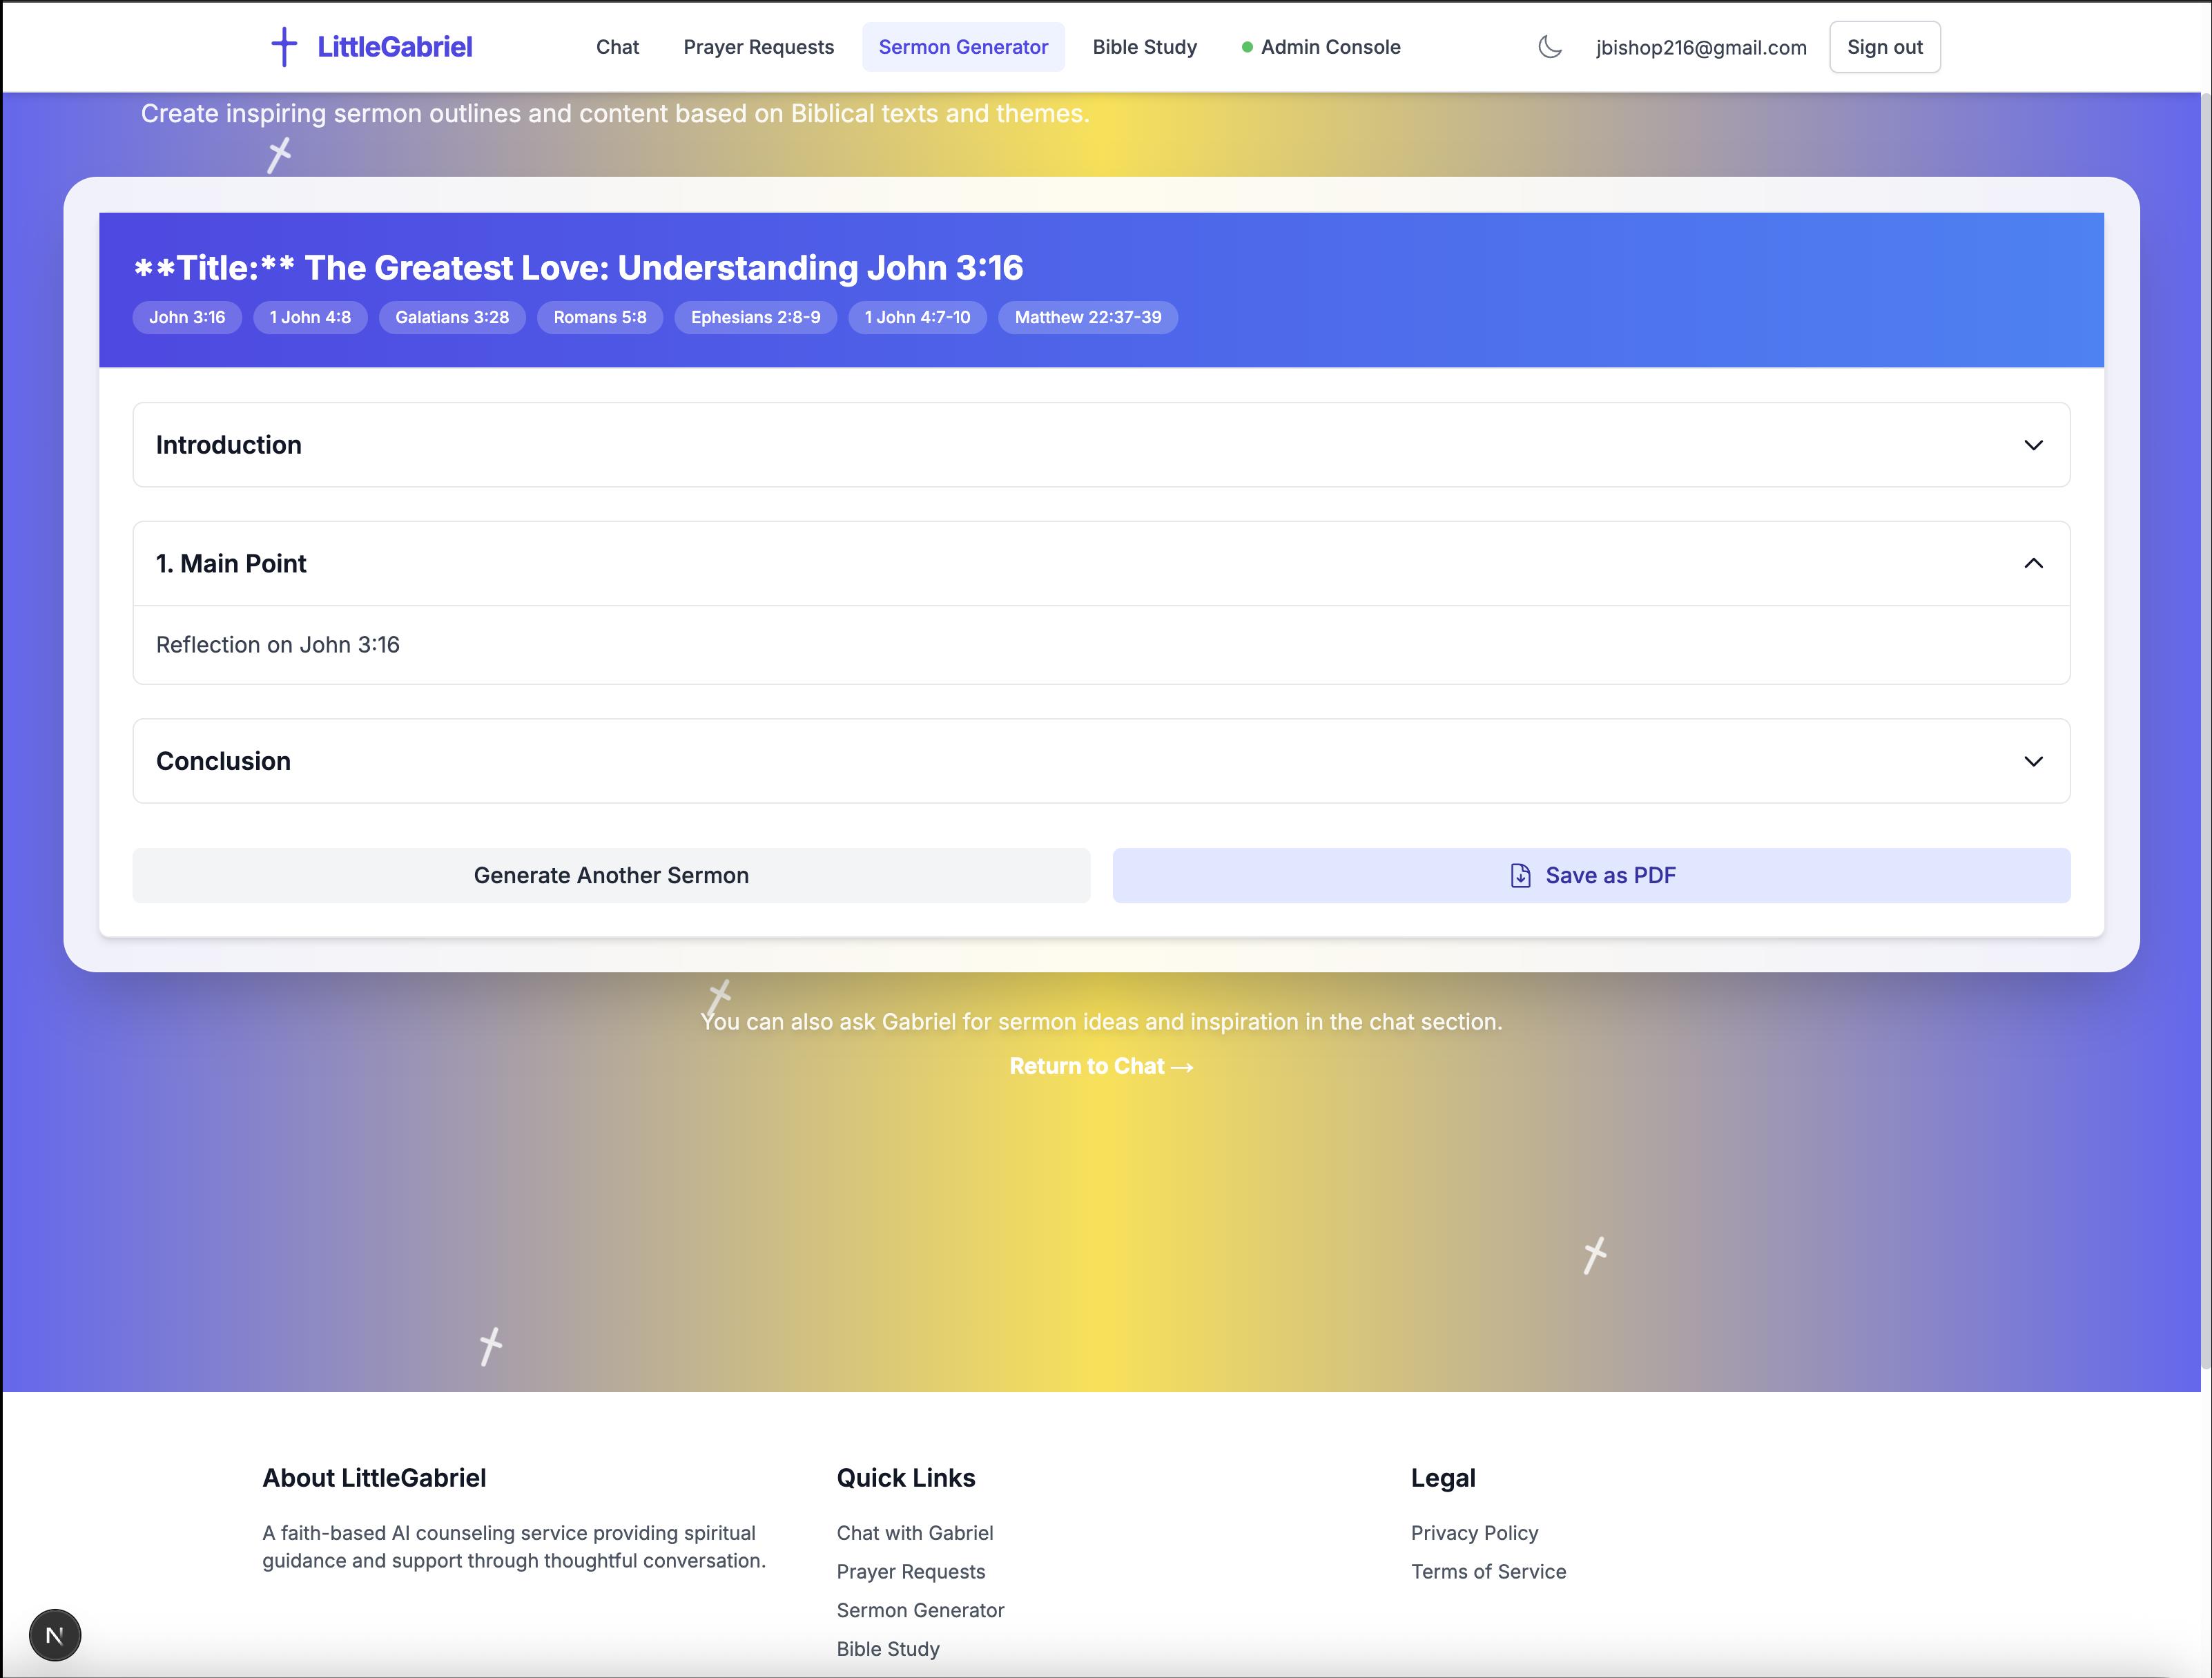 LittleGabriel
Chat
Prayer Requests
Sermon Generator
Bible Study
Admin Console
jbishop216@gmail.com
Sign out
Create inspiring sermon outlines and content based on Biblical texts and themes.
**Title:** The Greatest Love: Understanding John 3:16
John 3:16
1 John 4:8
Galatians 3:28
Romans 5:8
Ephesians 2:8-9
1 John 4:7-10
Matthew 22:37-39
Introduction
1. Main Point
Reflection on John 3:16
Conclusion
Generate Another Sermon
Save as PDF
You can also ask Gabriel for sermon ideas and inspiration in the chat section.
Return to Chat →
About LittleGabriel
A faith-based AI counseling service providing spiritual
guidance and support through thoughtful conversation.
Quick Links
Chat with Gabriel
Prayer Requests
Sermon Generator
Bible Study
Legal
Privacy Policy
Terms of Service
N